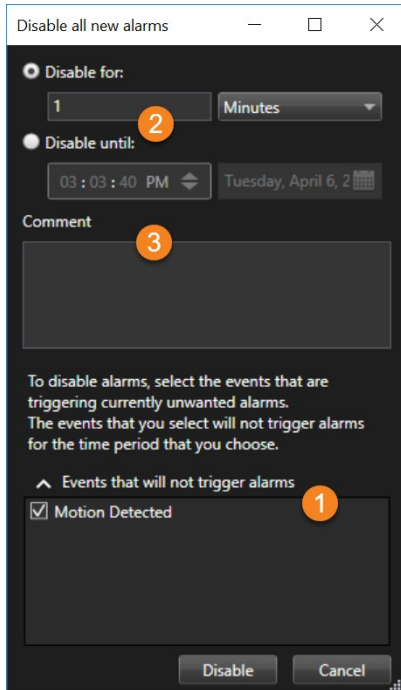 Disable all new alarms
Disable for:
1 Minutes
2
Disable until:
03:03:40 PM Tuesday, April 6, 2
Comment
3
To disable alarms, select the events that are
triggering currently unwanted alarms.
The events that you select will not trigger alarms
for the time period that you choose.
Events that will not trigger alarms
1
Motion Detected
Disable Cancel